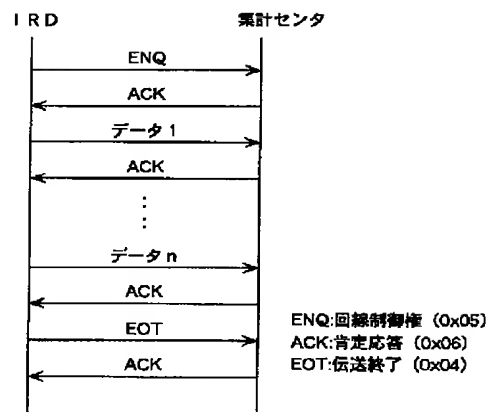 IRD
集計センタ
ENQ
ACK
データ1
ACK
データn
ACK
EOT
ACK
ENQ:回線制御権 (0x05)
ACK:肯定応答 (0x06)
EOT:伝送終了 (0x04)